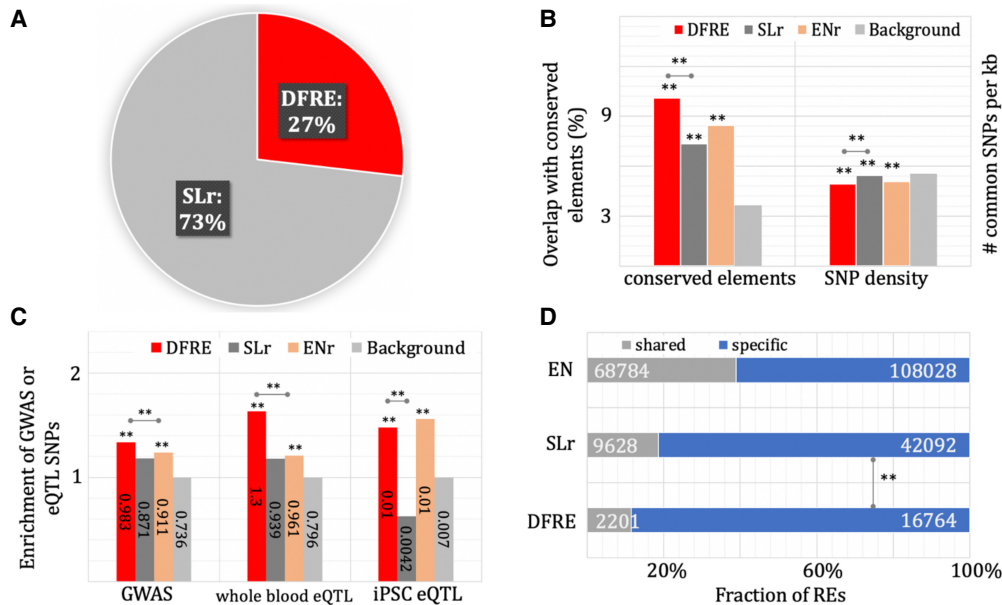 A
DFRE:
27%
SLr:
73%
B
DFRE SLr ENr Background
Overlap with conserved
elements (%)
9
3
**
**
**
**
**
**
**
**
# common SNPs per kb
conserved elements SNP density
C
DFRE SLr ENr Background
Enrichment of GWAS or
eQTL SNPs
2
1
**
**
**
**
**
**
**
**
**
0.983
0.871
0.911
0.736
1.3
0.939
0.961
0.796
0.01
0.0042
0.01
0.007
GWAS whole blood eQTL iPSC eQTL
D
shared specific
EN 68784 108028
SLr 9628 42092
**
DFRE 2201 16764
20% 60% 100%
Fraction of REs